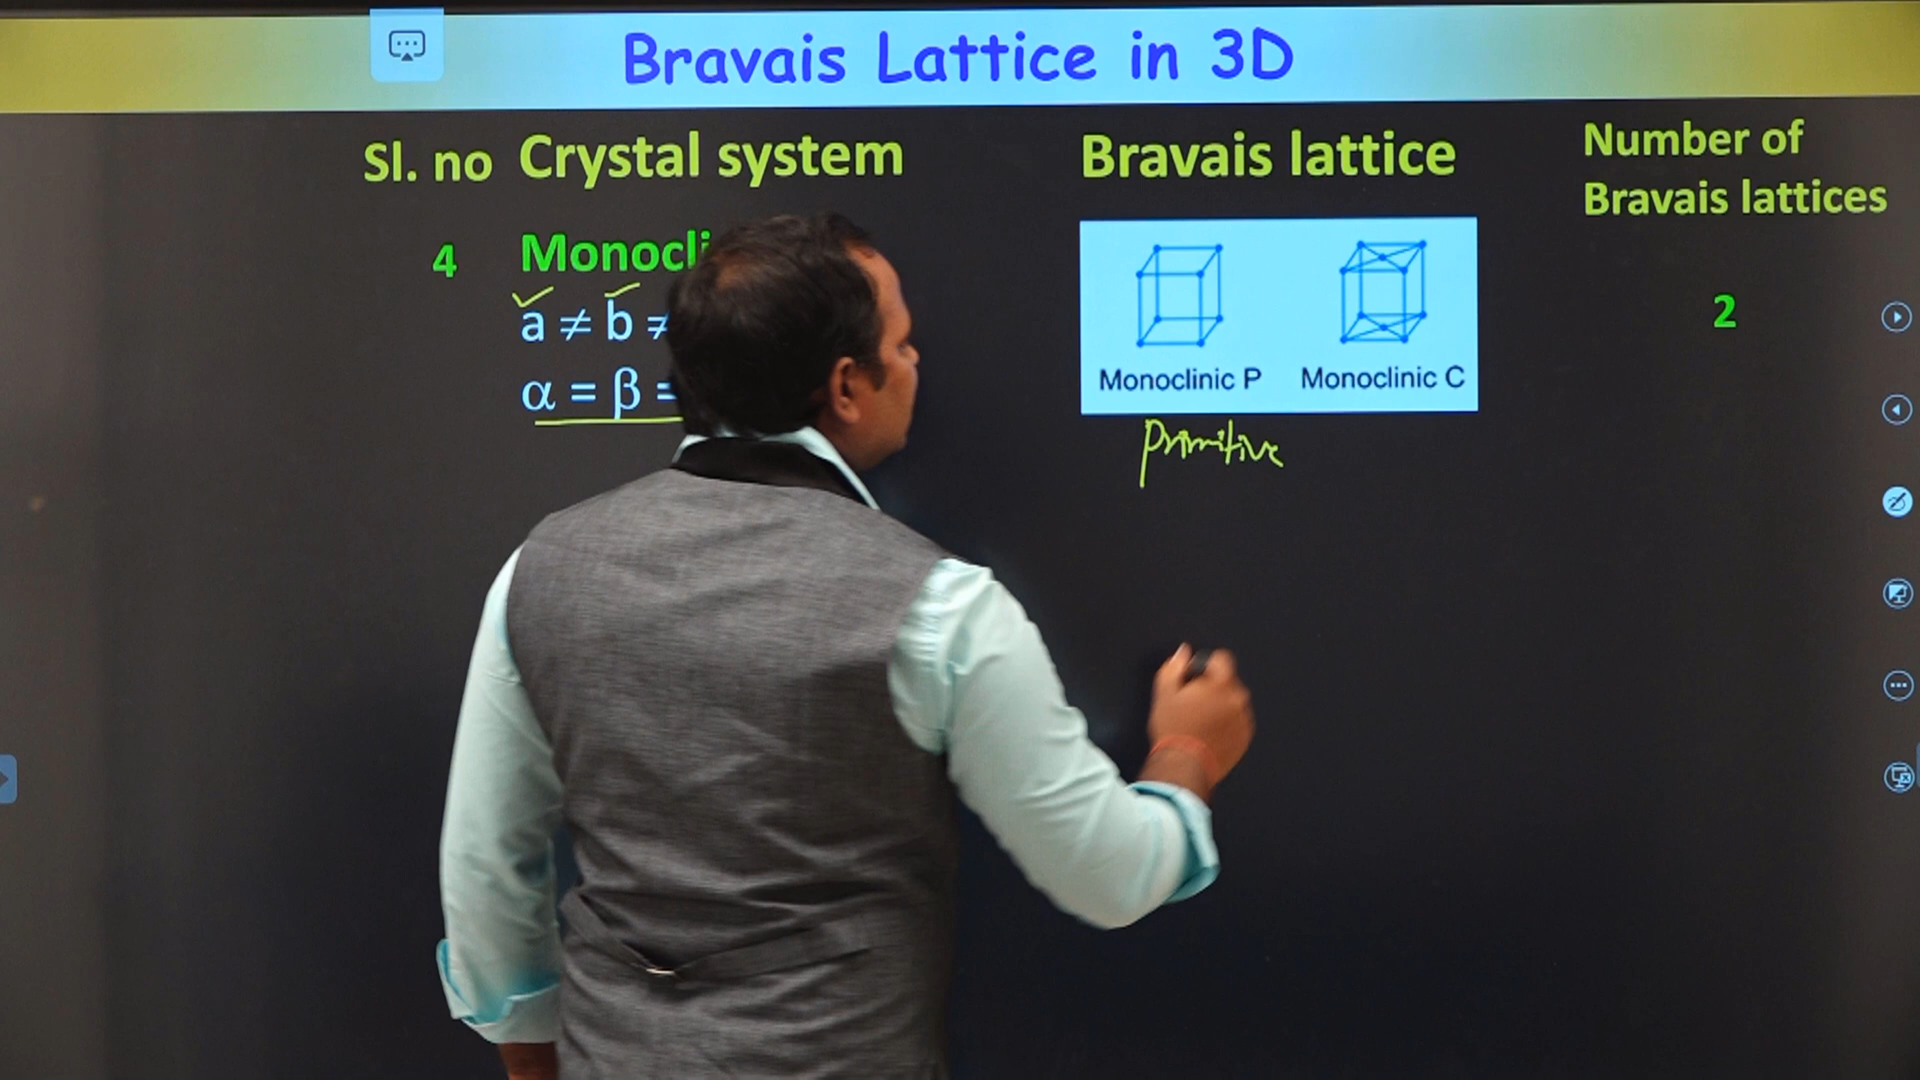 Bravais Lattice in 3D
Sl. no Crystal system Bravais lattice Number of Bravais lattices
4 Monocli
a ≠ b ≠
α = β =
Monoclinic P Monoclinic C
2
Primitive